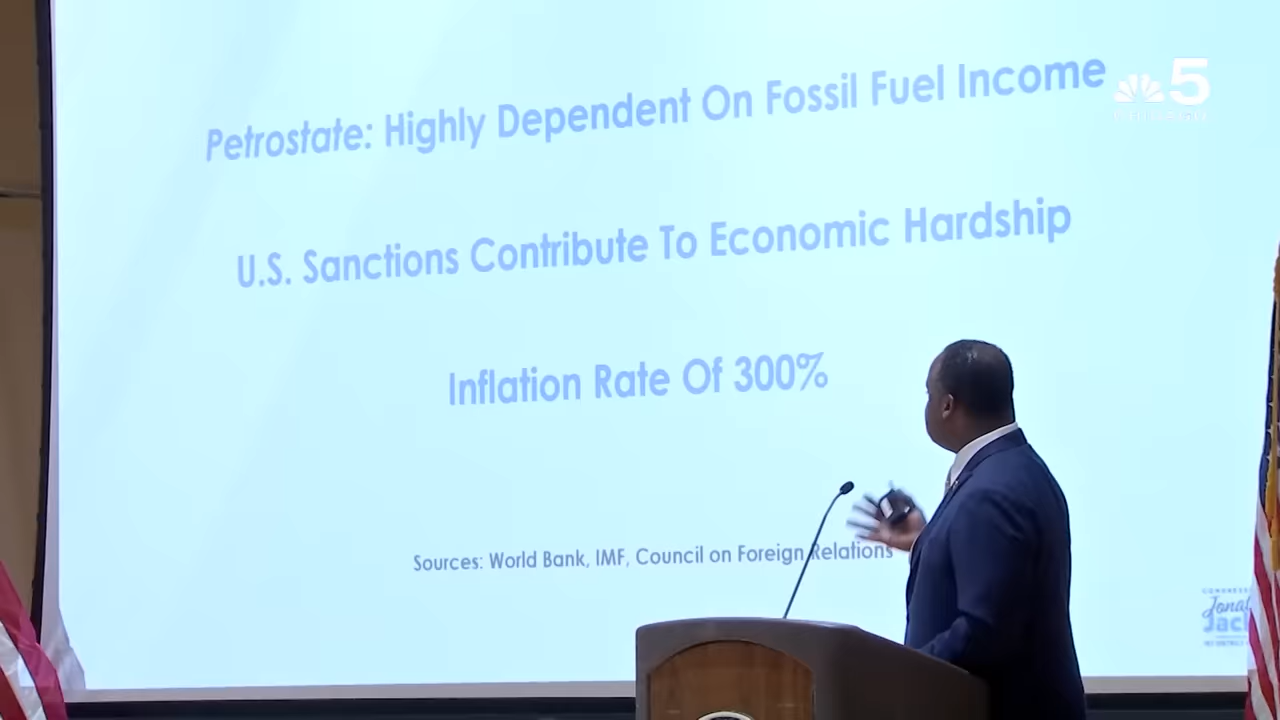 Petrostate: Highly Dependent On Fossil Fuel Income
5
U.S. Sanctions Contribute To Economic Hardship
Inflation Rate Of 300%
Sources: World Bank, IMF, Council on Foreign Relations